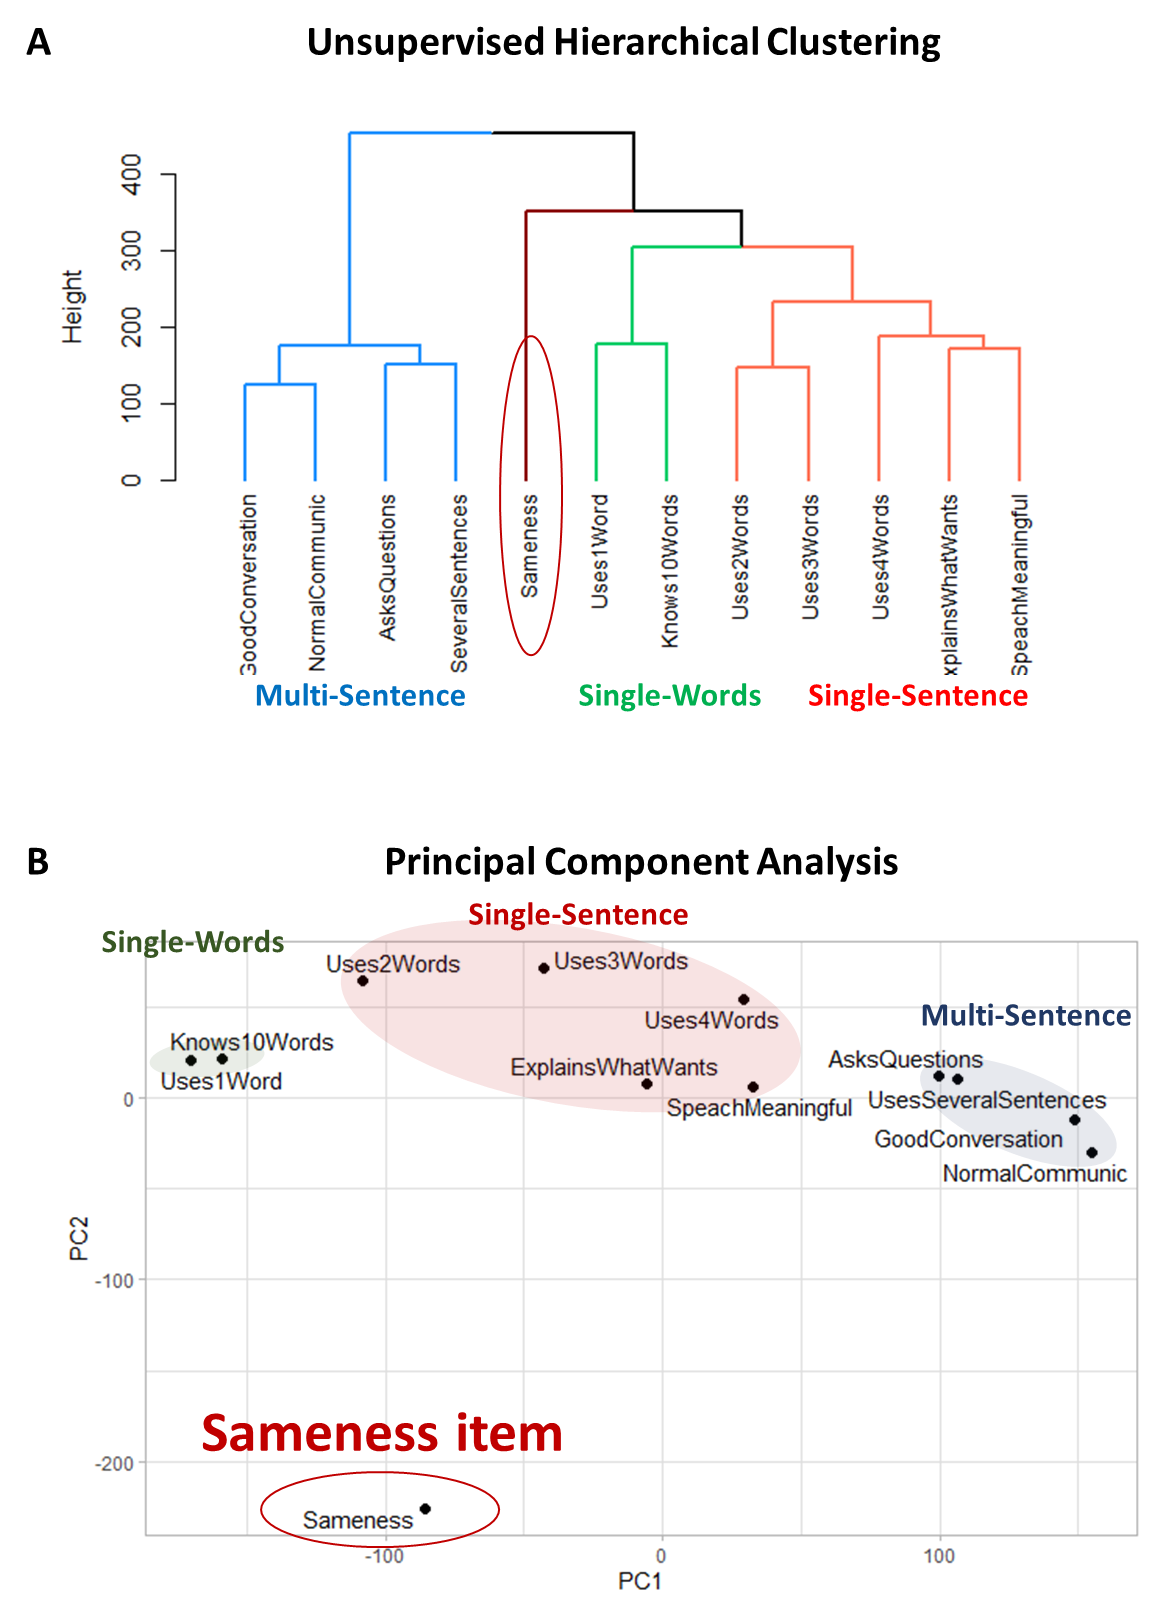 A
Unsupervised Hierarchical Clustering
Height
400
300
200
100
0
GoodConversation
NormalCommunic
AsksQuestions
SeveralSentences
Sameness
Uses1Word
Knows10Words
Uses2Words
Uses3Words
Uses4Words
xplainsWhatWants
SpeachMeaningful
Multi-Sentence
Single-Words
Single-Sentence
B
Principal Component Analysis
Single-Sentence
Single-Words
Uses2Words
Uses3Words
Uses4Words
Multi-Sentence
Knows10Words
Uses1Word
ExplainsWhatWants
SpeachMeaningful
AsksQuestions
UsesSeveralSentences
GoodConversation
NormalCommunic
0
-100
-200
PC2
Sameness item
Sameness
-100
0
100
PC1